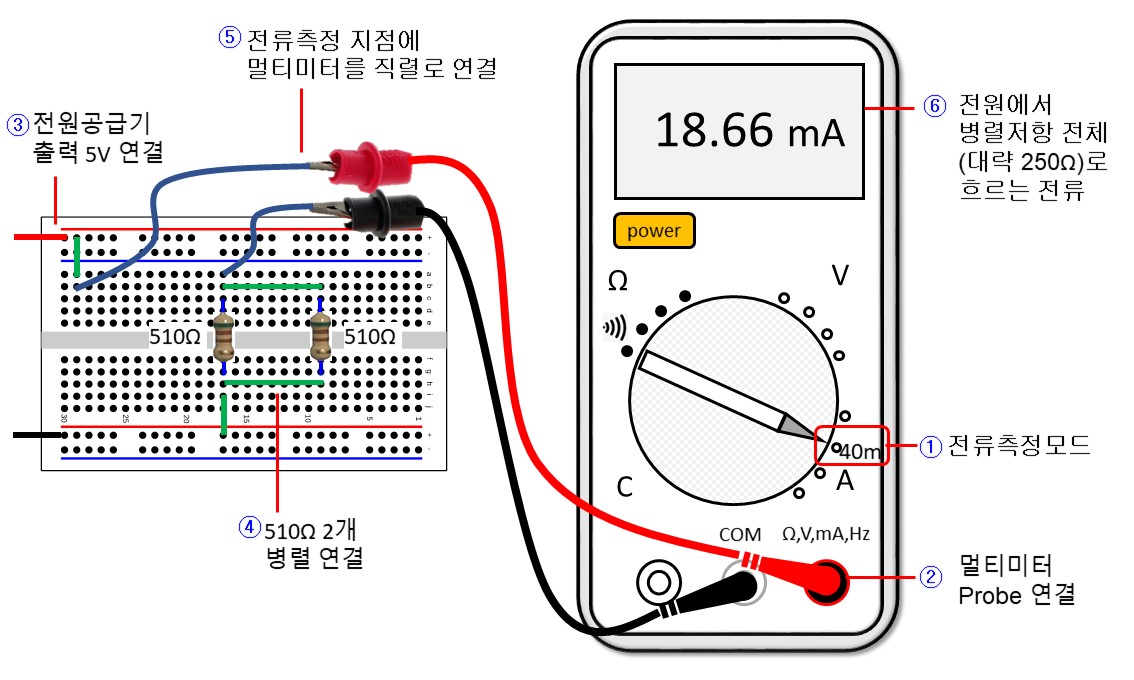 ⑤ 전류측정 지점에
멀티미터를 직렬로 연결
③ 전원공급기
출력 5V 연결
18.66 mA
⑥ 전원에서
병렬저항 전체
(대략 250Ω)로
흐르는 전류
power
Ω
V
+
-
a
b
c
d
e
510Ω
510Ω
f
g
h
i
j
30
25
20
15
10
5
1
+
-
40m
① 전류측정모드
A
C
④ 510Ω 2개
병렬 연결
COM
Ω,V,mA,Hz
② 멀티미터
Probe 연결